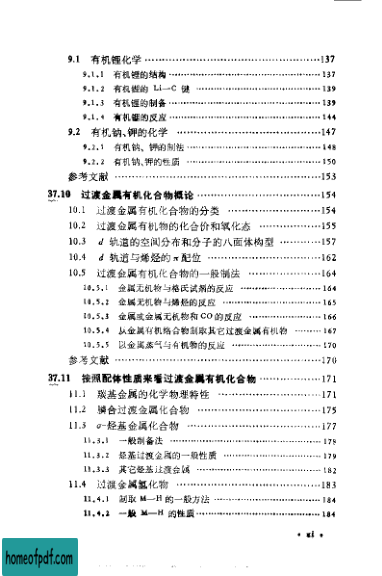 9.1 有机锂化学 ……………………………………137
9.1.1 有机锂的结构 ……………………………………137
9.1.2 有机锂的 Li—C 键 ……………………………………139
9.1.3 有机锂的制备 ……………………………………139
9.1.4 有机锂的反应 ……………………………………144
9.2 有机钠、钾的化学 ……………………………………147
9.2.1 有机钠、钾的制法 ……………………………………148
9.2.2 有机钠、钾的性质 ……………………………………150
参考文献 ……………………………………153
37.10 过渡金属有机化合物概论 ……………………………………154
10.1 过渡金属有机化合物的分类 ……………………………………154
10.2 过渡金属有机物的化合价和氧化态 ……………………………………155
10.3 d 轨道的空间分布和分子的八面体构型 …………157
10.4 d 轨道与烯烃的π配位 ……………………………………162
10.5 过渡金属有机化合物的一般制法 ……………………………………164
10.5.1 金属无机物与格氏试剂的反应 ……………………………………164
10.5.2 金属无机物与烯烃的反应 ……………………………………165
10.5.3 金属或金属无机物和 CO 的反应 ……………………………………166
10.5.4 从金属有机络合物制取其它过渡金属有机物 …………167
10.5.5 以金属蒸气与有机物的反应 ……………………………………170
参考文献 ……………………………………170
37.11 按照配体性质来看过渡金属有机化合物 ……………171
11.1 羰基金属的化学物理特性 ……………………………………171
11.2 膦合过渡金属化合物 ……………………………………175
11.3 σ-烃基金属化合物 ……………………………………177
11.3.1 一般制备法 ……………………………………178
11.3.2 烃基过渡金属的一般性质 ……………………………………179
11.3.3 其它烃基过渡金属 ……………………………………182
11.4 过渡金属氢化物 ……………………………………183
11.4.1 制取 M—H 的一般方法 ……………………………………184
11.4.2 一般 M—H 的性质 ……………………………………184
• xi •
homeofpdf.com